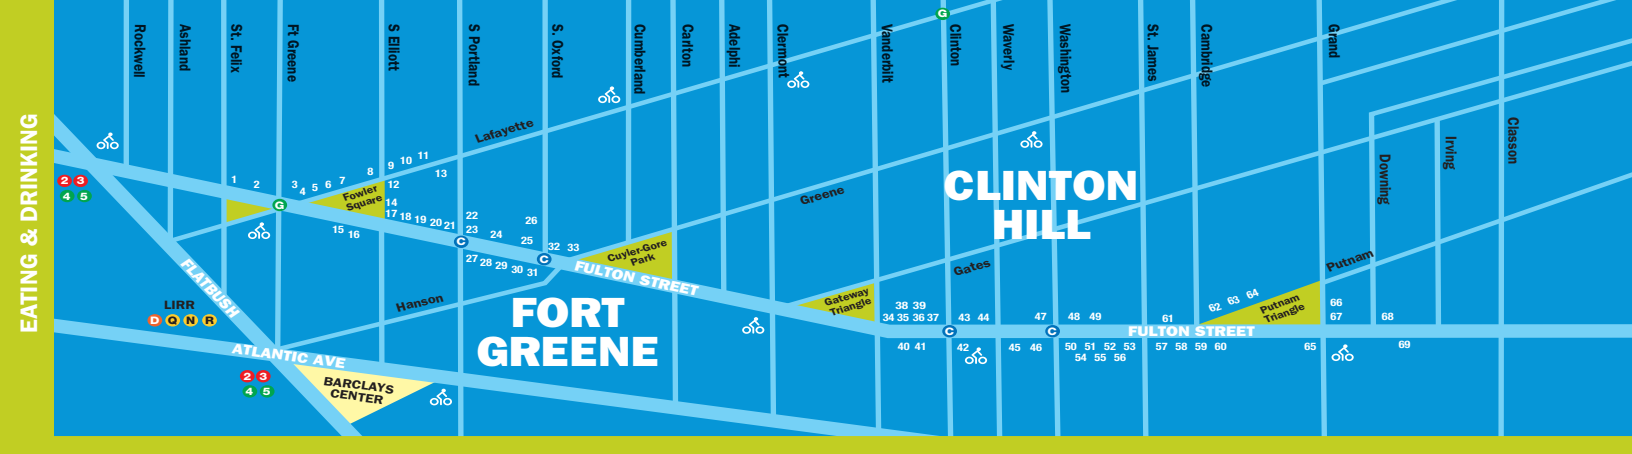 EATING & DRINKING
Rockwell
Ashland
St. Felix
Ft Greene
S Elliott
S Portland
S. Oxford
Cumberland
Carlton
Adelphi
Clermont
Vanderbilt
G
Clinton
Waverly
Washington
St. James
Cambridge
Grand
Classon
Irving
Downing
Lafayette
Greene
Gates
Putnam
Hanson
2 3
4 5
1 2
3 4 5 6 7 8
9 10 11
12 13
14
17 18 19 20 21
15 16
22
23 24 25 26
27 28 29 30 31
32 33
G
C
C
Fowler
Square
Cuyler-Gore
Park
FULTON STREET
FLATBUSH
LIRR
D Q N R
ATLANTIC AVE
2 3
4 5
BARCLAYS
CENTER
FORT
GREENE
CLINTON
HILL
Gateway
Triangle
38 39
34 35 36 37
40 41
C
43 44
42
45 46
47
C
48 49
50 51 52 53
54 55 56
FULTON STREET
61
57 58 59 60
62 63 64
Putnam
Triangle
65
66
67
68
69